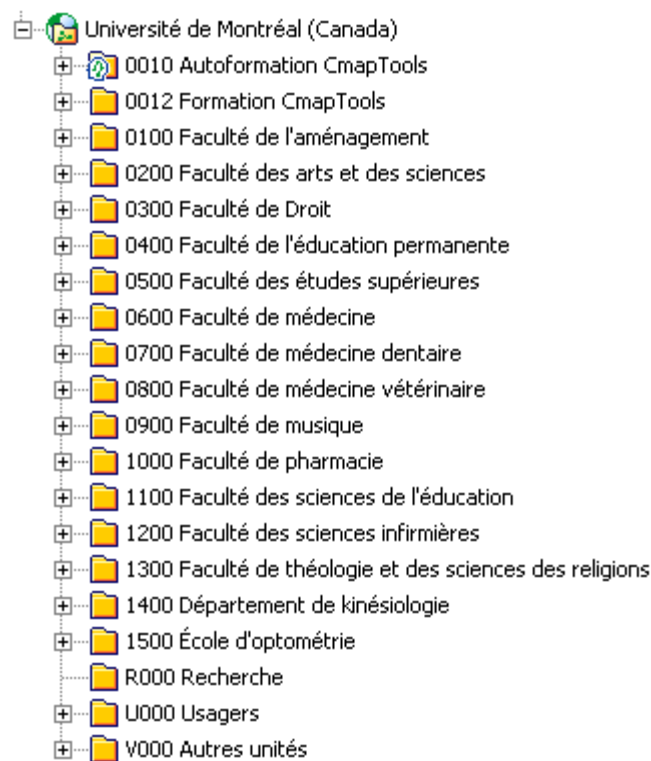 Université de Montréal (Canada)
0010 Autoformation CmapTools
0012 Formation CmapTools
0100 Faculté de l'aménagement
0200 Faculté des arts et des sciences
0300 Faculté de Droit
0400 Faculté de l'éducation permanente
0500 Faculté des études supérieures
0600 Faculté de médecine
0700 Faculté de médecine dentaire
0800 Faculté de médecine vétérinaire
0900 Faculté de musique
1000 Faculté de pharmacie
1100 Faculté des sciences de l'éducation
1200 Faculté des sciences infirmières
1300 Faculté de théologie et des sciences des religions
1400 Département de kinésiologie
1500 École d'optométrie
R000 Recherche
U000 Usagers
V000 Autres unités